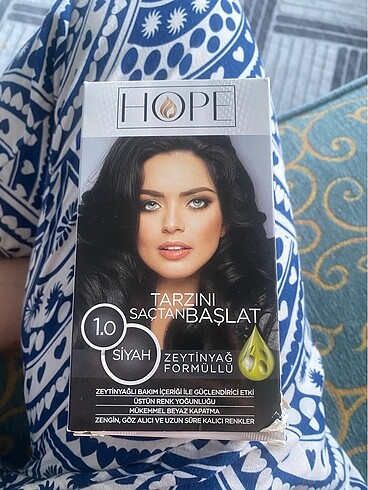 HOPE
TARZINI
SAÇTAN BAŞLAT
1.0
SİYAH
ZEYTİNYAĞ
FORMÜLLÜ
ZEYTİNYAĞLI BAKIM İÇERİĞİ İLE GÜÇLENDİRİCİ ETKİ
ÜSTÜN RENK YOĞUNLUĞU
MÜKEMMEL BEYAZ KAPATMA
ZENGİN, GÖZ ALICI VE UZUN SÜRE KALICI RENKLER